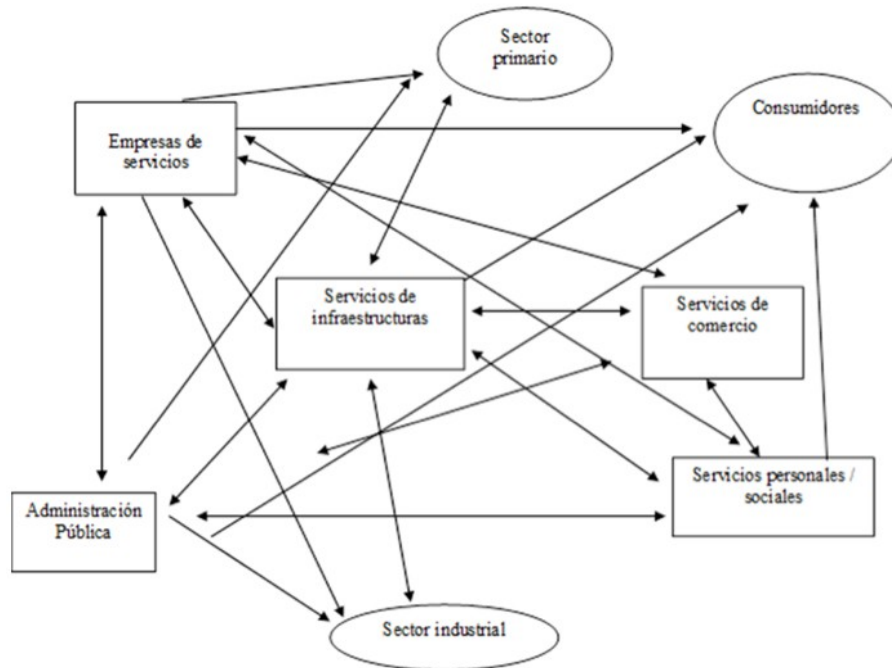 Sector
primario
Consumidores
Empresas de
servicios
Servicios de
infraestructuras
Servicios de
comercio
Servicios personales /
sociales
Administración
Pública
Sector industrial